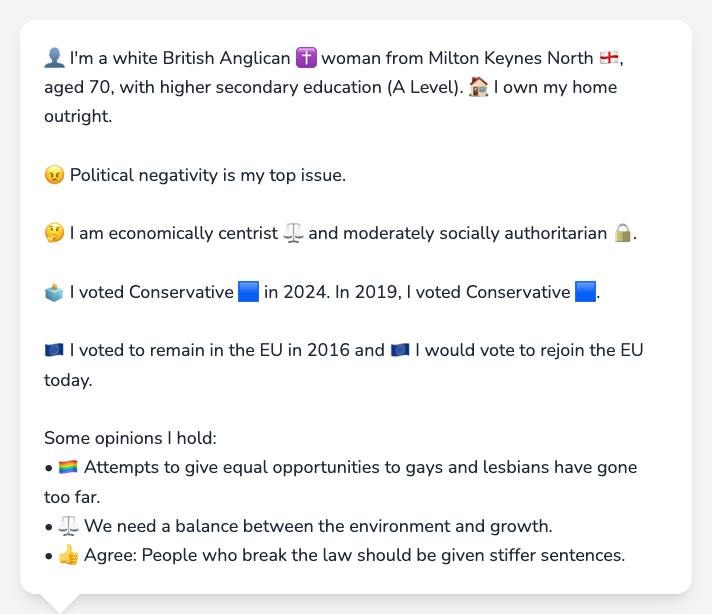 👤 I'm a white British Anglican ✝️ woman from Milton Keynes North 🏴󠁧󠁢󠁥󠁮󠁧󠁿,
aged 70, with higher secondary education (A Level). 🏠 I own my home
outright.
😠 Political negativity is my top issue.
🤔 I am economically centrist ⚖️ and moderately socially authoritarian 🔒.
🗳️ I voted Conservative 🟦 in 2024. In 2019, I voted Conservative 🟦.
🇪🇺 I voted to remain in the EU in 2016 and 🇪🇺 I would vote to rejoin the EU
today.
Some opinions I hold:
• 🏳️‍🌈 Attempts to give equal opportunities to gays and lesbians have gone
too far.
• ⚖️ We need a balance between the environment and growth.
• 👍 Agree: People who break the law should be given stiffer sentences.